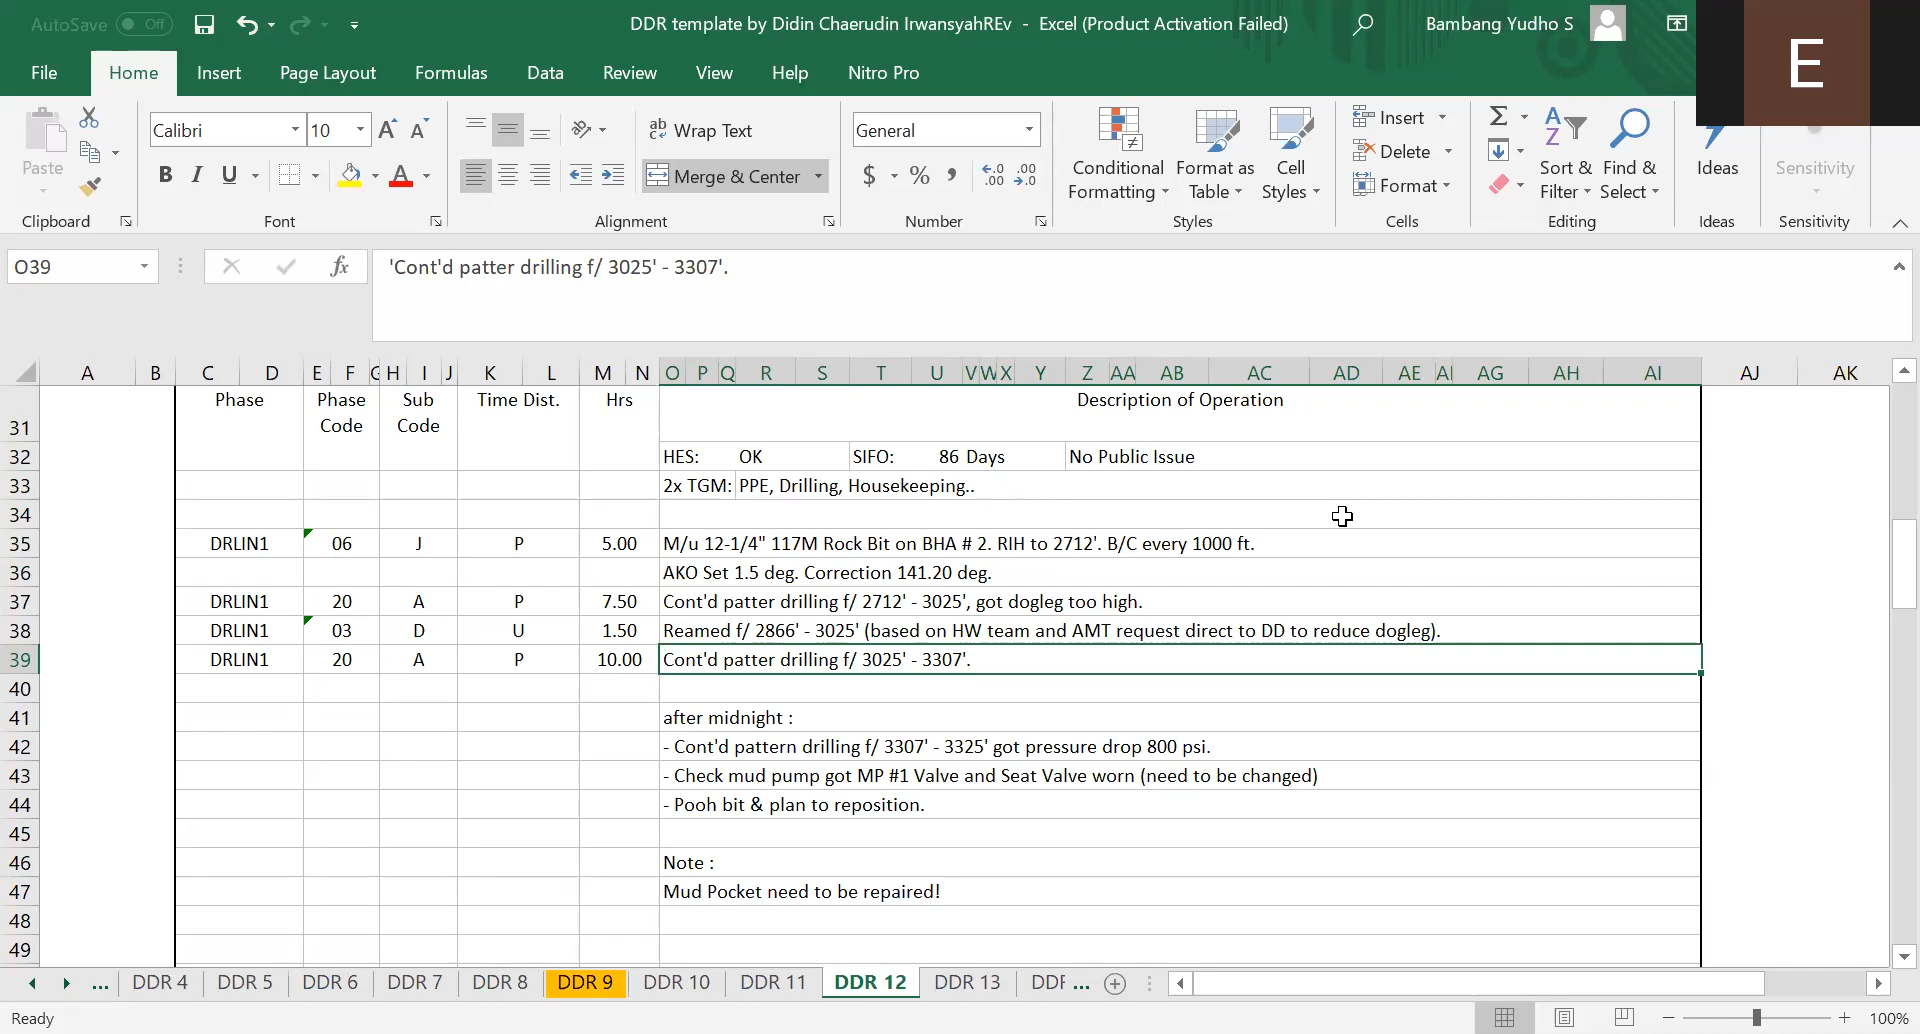 AutoSave Off
DDR template by Didin Chaerudin IrwansyahREv - Excel (Product Activation Failed)
Bambang Yudho S
E
File Home Insert Page Layout Formulas Data Review View Help Nitro Pro
Paste
Calibri 10
A A
B I U A
ab Wrap Text
Merge & Center
General
$ % ,
Conditional Formatting
Format as Table
Cell Styles
Insert
Delete
Format
Sort & Filter
Find & Select
Ideas
Sensitivity
Clipboard Font Alignment Number Styles Cells Editing Ideas Sensitivity
O39 fx 'Cont'd patter drilling f/ 3025' - 3307'.
A B C D E F G H I J K L M N O P Q R S T U V W X Y Z AA AB AC AD AE AG AH AI AJ AK
31 Phase Phase Code Sub Code Time Dist. Hrs Description of Operation
32 HES: OK SIFO: 86 Days No Public Issue
33 2x TGM: PPE, Drilling, Housekeeping..
34
35 DRLIN1 06 J P 5.00 M/u 12-1/4" 117M Rock Bit on BHA # 2. RIH to 2712'. B/C every 1000 ft.
36 AKO Set 1.5 deg. Correction 141.20 deg.
37 DRLIN1 20 A P 7.50 Cont'd patter drilling f/ 2712' - 3025', got dogleg too high.
38 DRLIN1 03 D U 1.50 Reamed f/ 2866' - 3025' (based on HW team and AMT request direct to DD to reduce dogleg).
39 DRLIN1 20 A P 10.00 Cont'd patter drilling f/ 3025' - 3307'.
40
41 after midnight :
42 - Cont'd pattern drilling f/ 3307' - 3325' got pressure drop 800 psi.
43 - Check mud pump got MP #1 Valve and Seat Valve worn (need to be changed)
44 - Pooh bit & plan to reposition.
45
46 Note :
47 Mud Pocket need to be repaired!
48
49
... DDR 4 DDR 5 DDR 6 DDR 7 DDR 8 DDR 9 DDR 10 DDR 11 DDR 12 DDR 13 DDF ...
Ready 100%